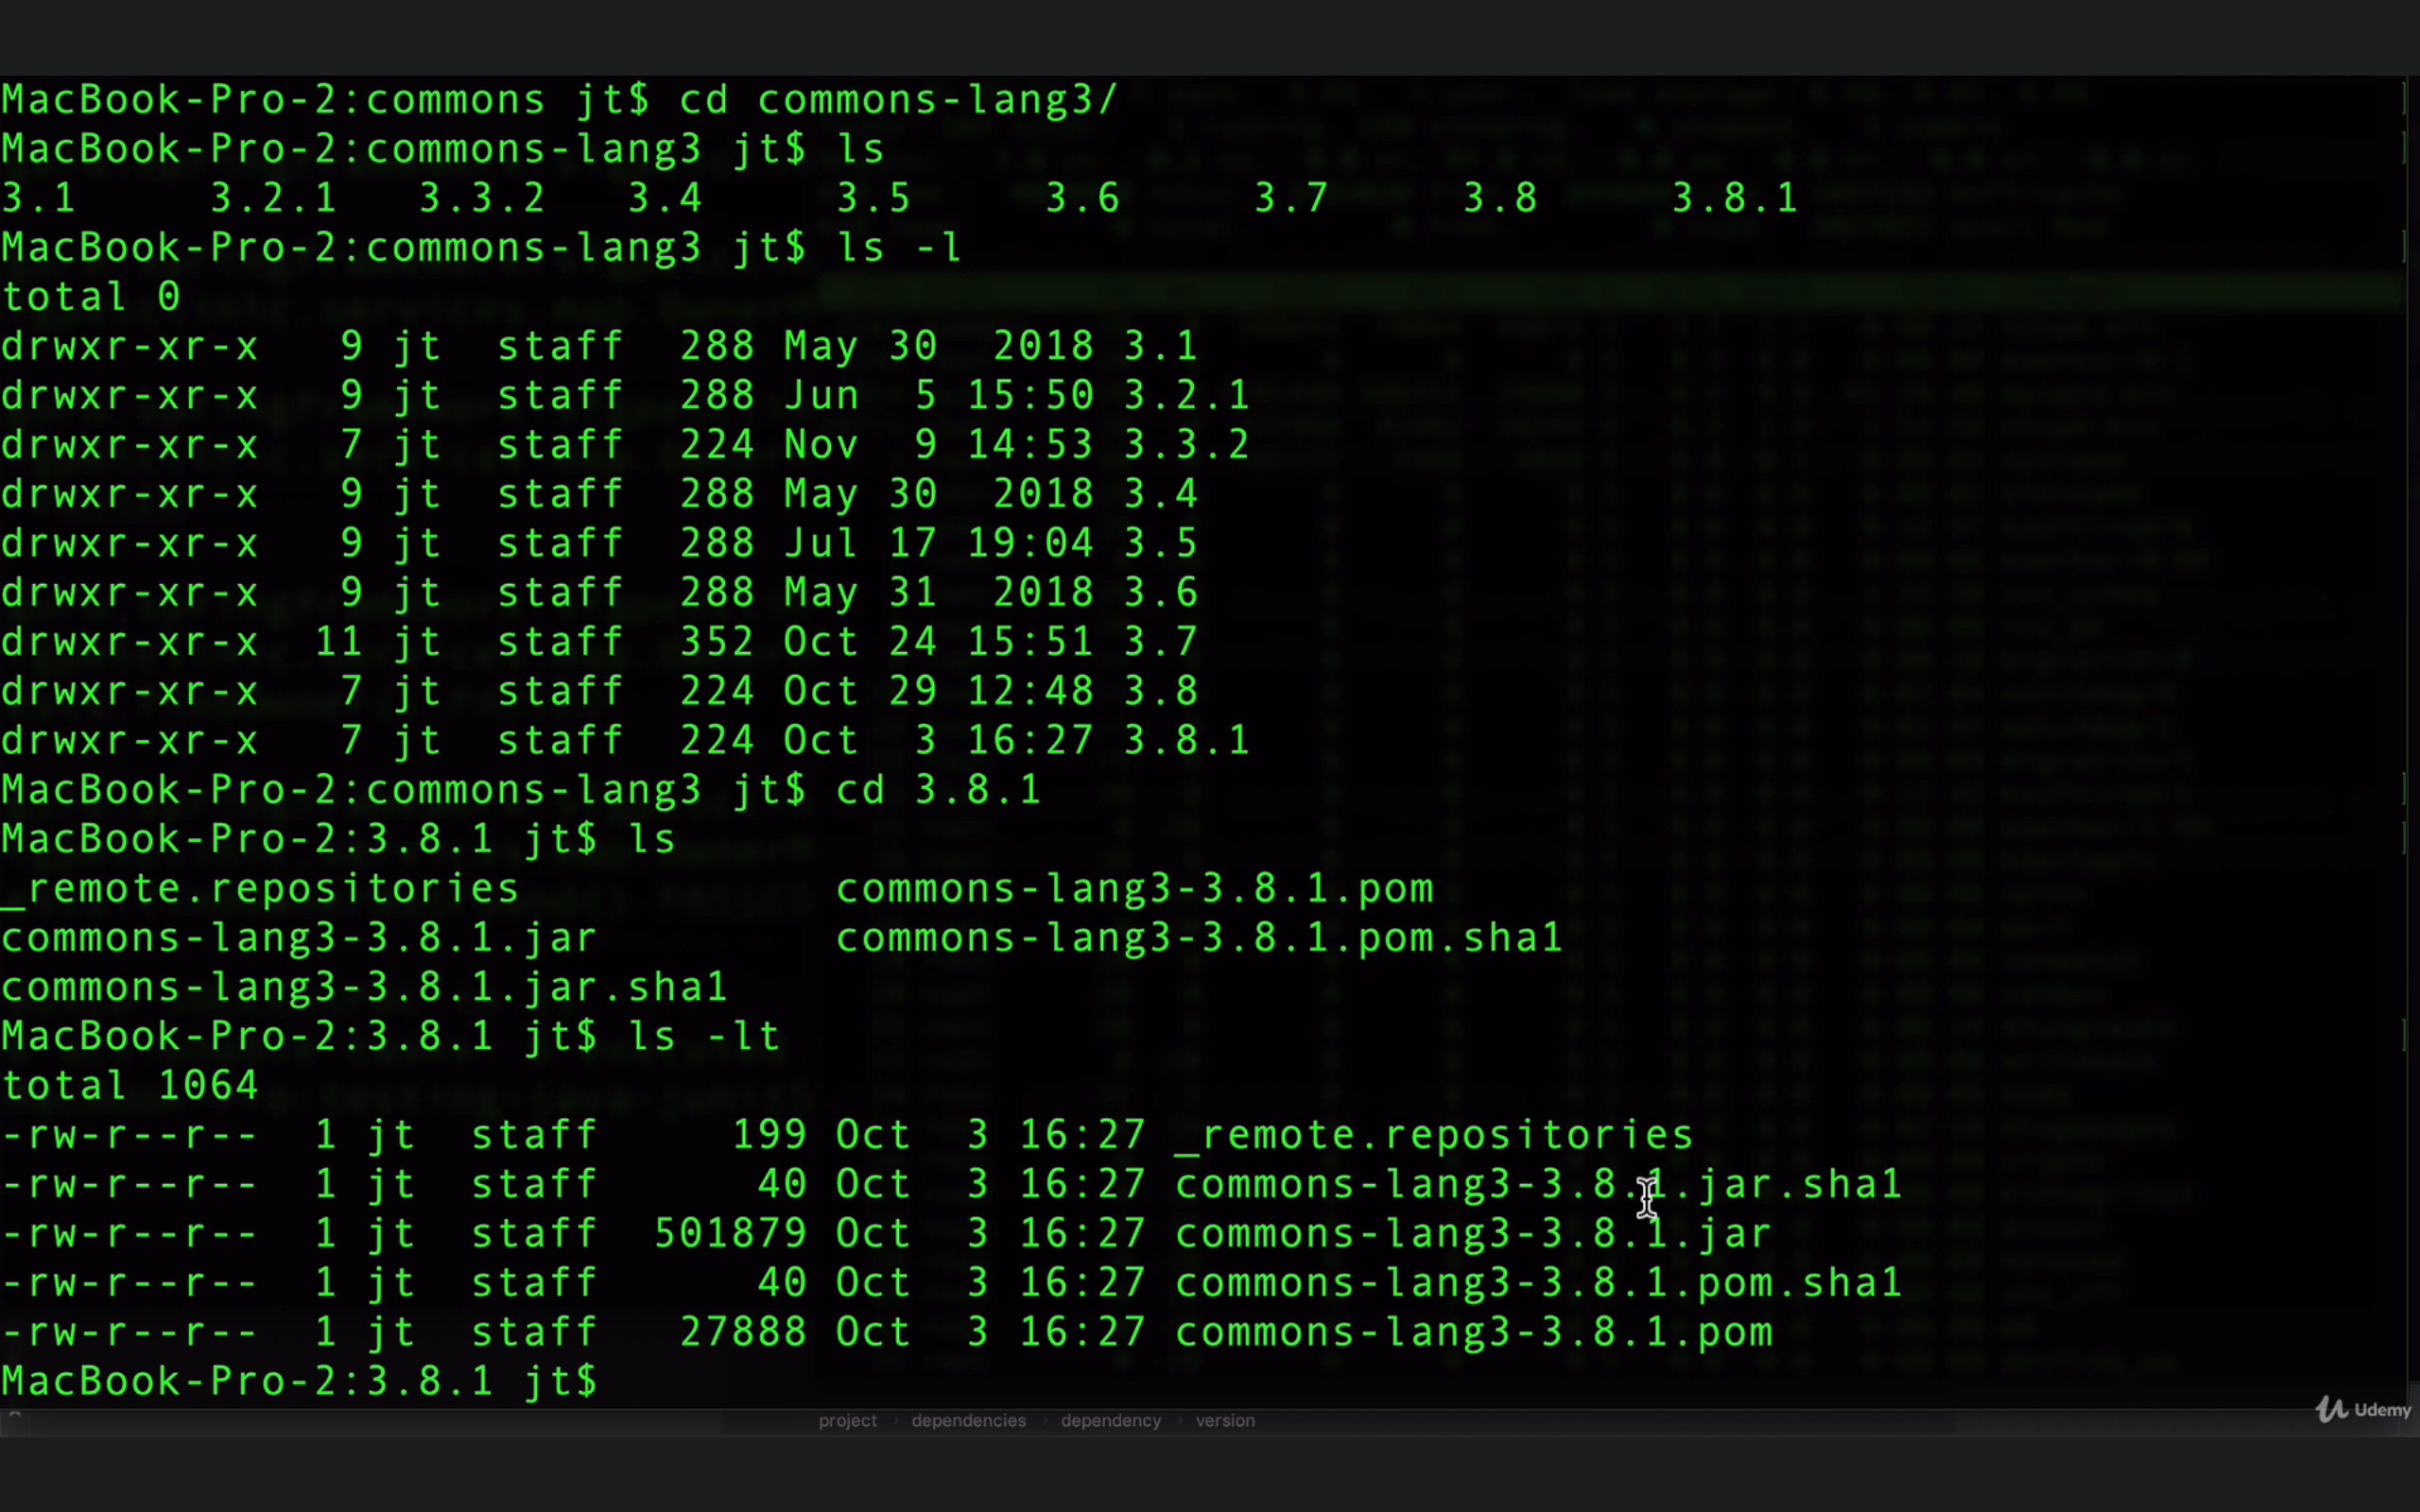 MacBook-Pro-2:commons jt$ cd commons-lang3/
MacBook-Pro-2:commons-lang3 jt$ ls
3.1     3.2.1   3.3.2   3.4     3.5     3.6     3.7     3.8     3.8.1
MacBook-Pro-2:commons-lang3 jt$ ls -l
total 0
drwxr-xr-x   9 jt  staff  288 May 30  2018 3.1
drwxr-xr-x   9 jt  staff  288 Jun  5 15:50 3.2.1
drwxr-xr-x   7 jt  staff  224 Nov  9 14:53 3.3.2
drwxr-xr-x   9 jt  staff  288 May 30  2018 3.4
drwxr-xr-x   9 jt  staff  288 Jul 17 19:04 3.5
drwxr-xr-x   9 jt  staff  288 May 31  2018 3.6
drwxr-xr-x  11 jt  staff  352 Oct 24 15:51 3.7
drwxr-xr-x   7 jt  staff  224 Oct 29 12:48 3.8
drwxr-xr-x   7 jt  staff  224 Oct  3 16:27 3.8.1
MacBook-Pro-2:commons-lang3 jt$ cd 3.8.1
MacBook-Pro-2:3.8.1 jt$ ls
_remote.repositories            commons-lang3-3.8.1.pom
commons-lang3-3.8.1.jar         commons-lang3-3.8.1.pom.sha1
commons-lang3-3.8.1.jar.sha1
MacBook-Pro-2:3.8.1 jt$ ls -lt
total 1064
-rw-r--r--  1 jt  staff     199 Oct  3 16:27 _remote.repositories
-rw-r--r--  1 jt  staff      40 Oct  3 16:27 commons-lang3-3.8.1.jar.sha1
-rw-r--r--  1 jt  staff  501879 Oct  3 16:27 commons-lang3-3.8.1.jar
-rw-r--r--  1 jt  staff      40 Oct  3 16:27 commons-lang3-3.8.1.pom.sha1
-rw-r--r--  1 jt  staff   27888 Oct  3 16:27 commons-lang3-3.8.1.pom
MacBook-Pro-2:3.8.1 jt$
project › dependencies › dependency › version
Udemy